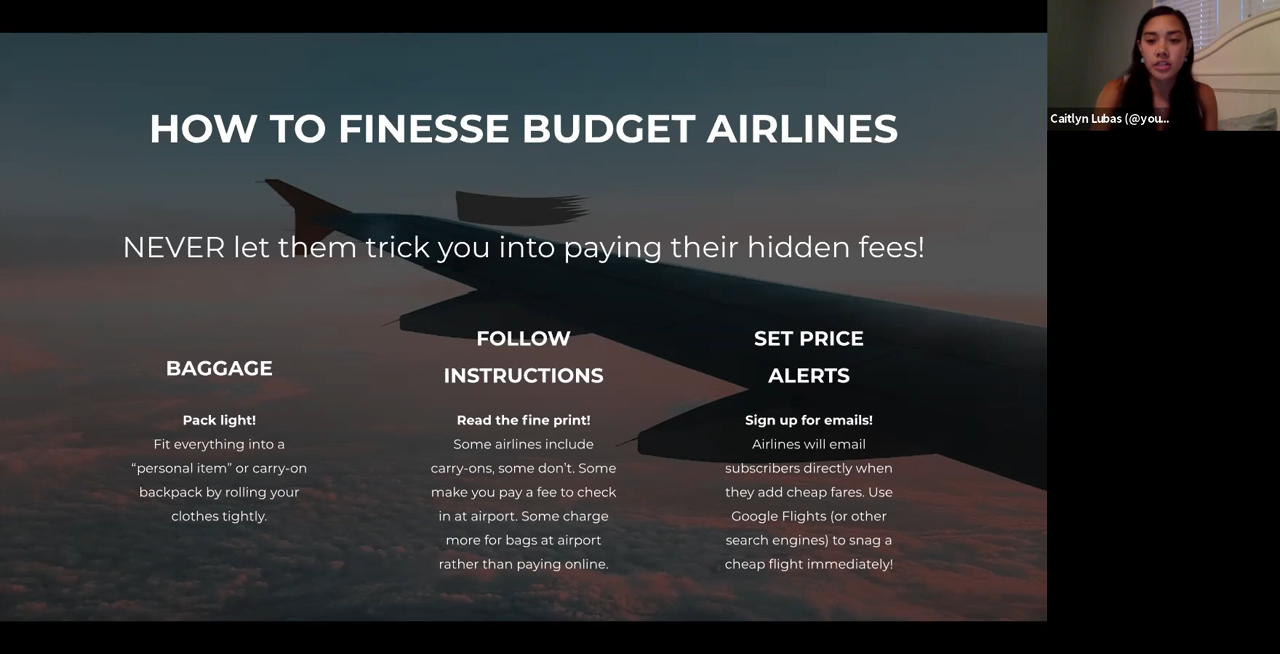 HOW TO FINESSE BUDGET AIRLINES
NEVER let them trick you into paying their hidden fees!
BAGGAGE
Pack light!
Fit everything into a
“personal item” or carry-on
backpack by rolling your
clothes tightly.
FOLLOW
INSTRUCTIONS
Read the fine print!
Some airlines include
carry-ons, some don’t. Some
make you pay a fee to check
in at airport. Some charge
more for bags at airport
rather than paying online.
SET PRICE
ALERTS
Sign up for emails!
Airlines will email
subscribers directly when
they add cheap fares. Use
Google Flights (or other
search engines) to snag a
cheap flight immediately!
Caitlyn Lubas (@you...